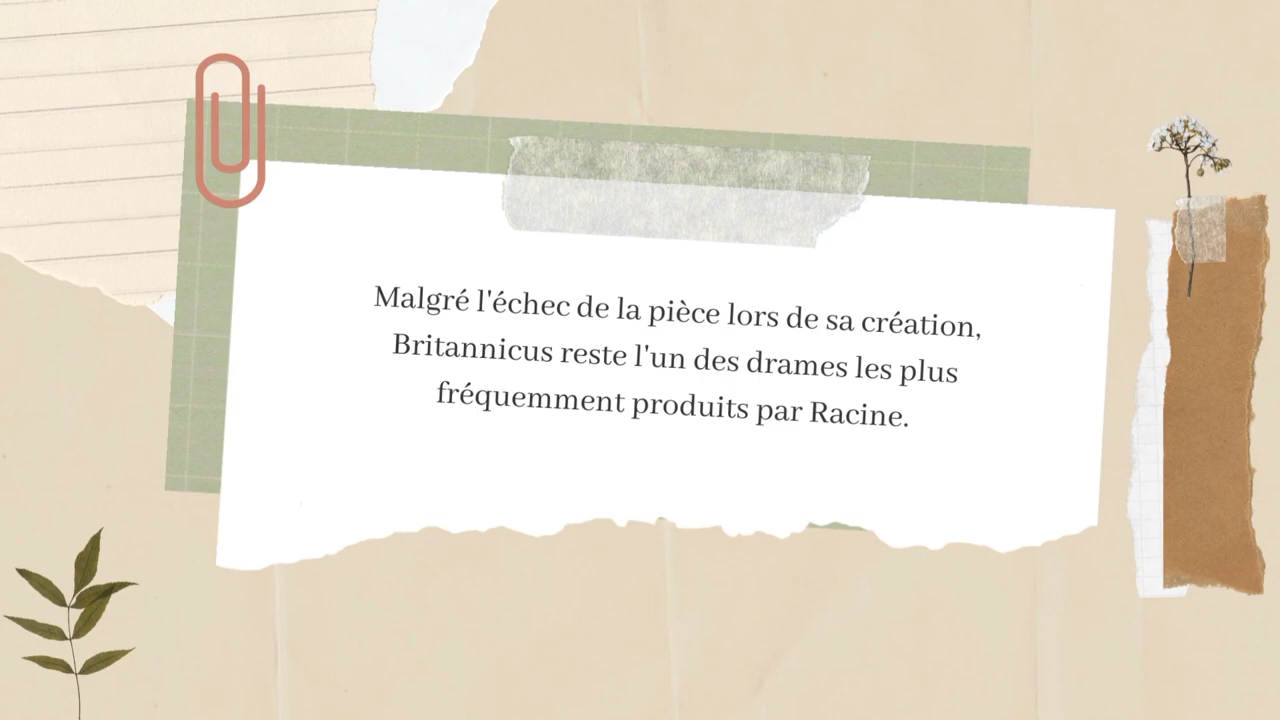 Malgré l'échec de la pièce lors de sa création,
Britannicus reste l'un des drames les plus
fréquemment produits par Racine.